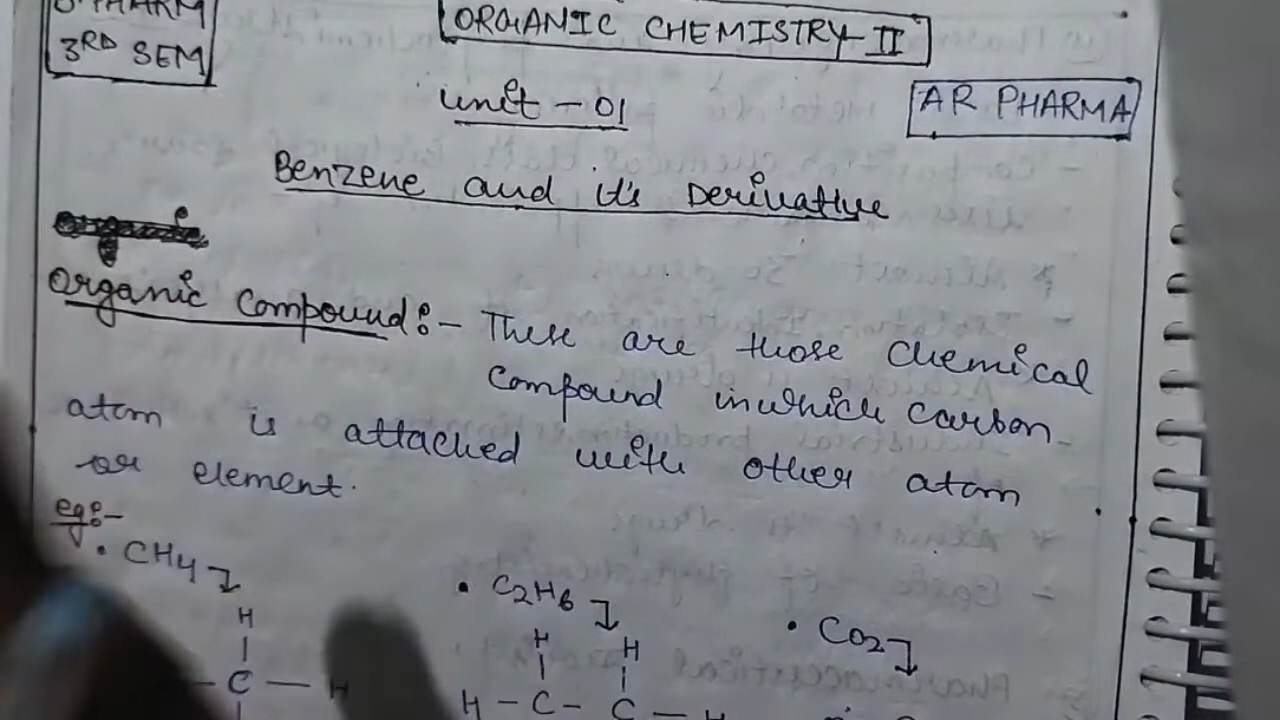 B.PHARM
3RD SEM
ORGANIC CHEMISTRY-II
AR PHARMA
Unit - 01
Benzene and it's Derivative
Organic Compound:- These are those chemical
compound in which carbon
atom is attached with other atom
or element.
eg:-
• CH4
• C2H6
• CO2
H
H
H
C — H
H - C - C - H